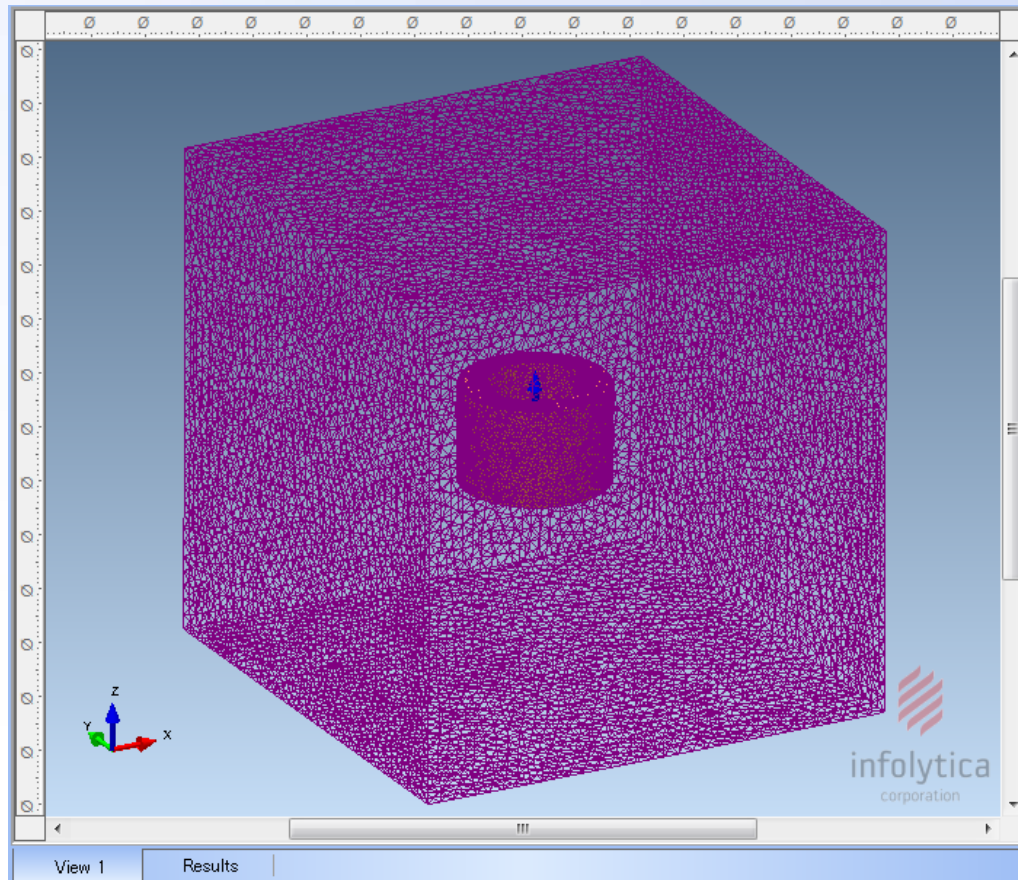 Z
Y
X
infolytica
corporation
View 1
Results